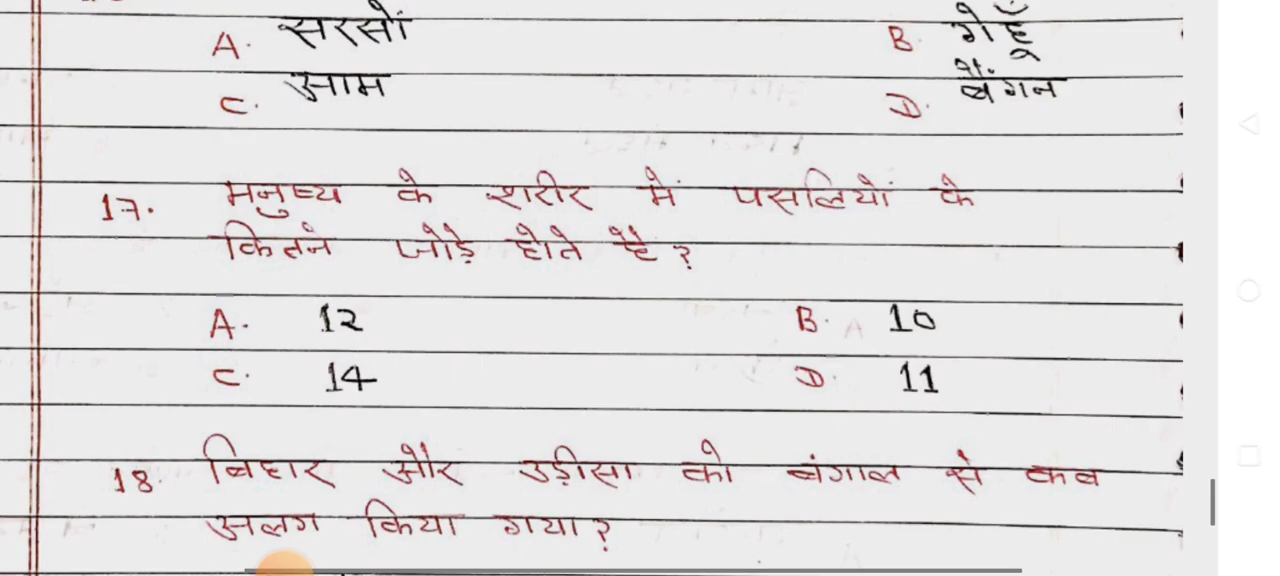 A. सरसों B. गेहूँ
C. आम D. बैंगन
17. मनुष्य के शरीर में पसलियों के
कितने जोड़े होते है ?
A. 12 B. 10
C. 14 D. 11
18. बिहार और उड़ीसा को बंगाल से कब
अलग किया गया ?